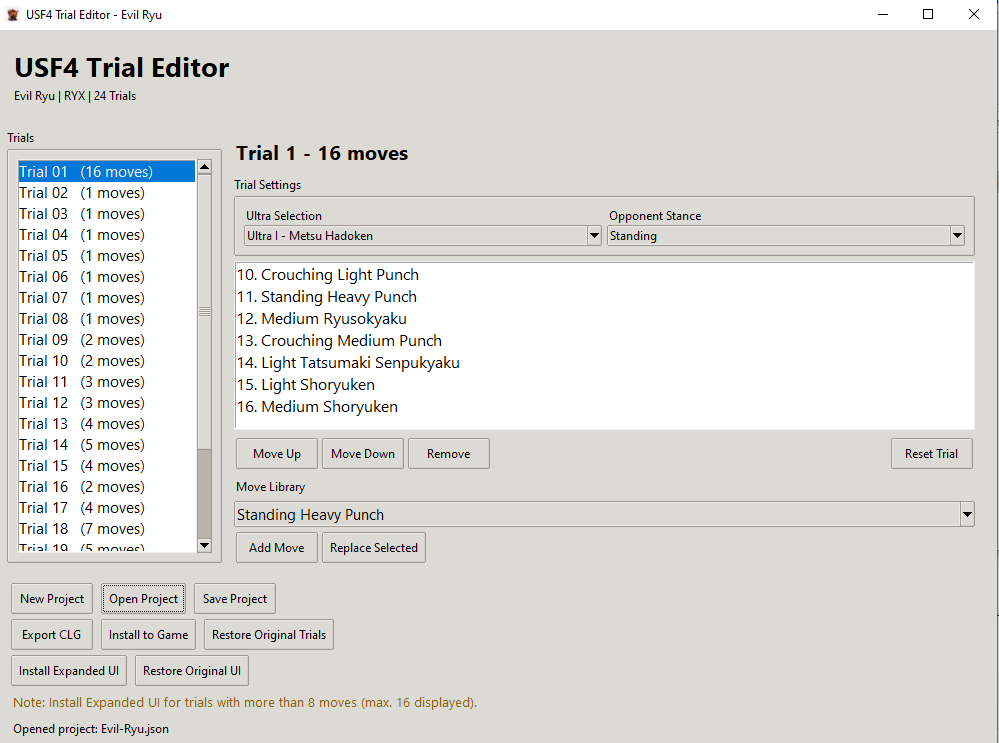 USF4 Trial Editor - Evil Ryu
USF4 Trial Editor
Evil Ryu | RYX | 24 Trials
Trials
Trial 01 (16 moves)
Trial 02 (1 moves)
Trial 03 (1 moves)
Trial 04 (1 moves)
Trial 05 (1 moves)
Trial 06 (1 moves)
Trial 07 (1 moves)
Trial 08 (1 moves)
Trial 09 (2 moves)
Trial 10 (2 moves)
Trial 11 (3 moves)
Trial 12 (3 moves)
Trial 13 (4 moves)
Trial 14 (5 moves)
Trial 15 (4 moves)
Trial 16 (2 moves)
Trial 17 (4 moves)
Trial 18 (7 moves)
Trial 19 (5 moves)
Trial 1 - 16 moves
Trial Settings
Ultra Selection
Ultra I - Metsu Hadoken
Opponent Stance
Standing
10. Crouching Light Punch
11. Standing Heavy Punch
12. Medium Ryusokyaku
13. Crouching Medium Punch
14. Light Tatsumaki Senpukyaku
15. Light Shoryuken
16. Medium Shoryuken
Move Up Move Down Remove Reset Trial
Move Library
Standing Heavy Punch
Add Move Replace Selected
New Project Open Project Save Project
Export CLG Install to Game Restore Original Trials
Install Expanded UI Restore Original UI
Note: Install Expanded UI for trials with more than 8 moves (max. 16 displayed).
Opened project: Evil-Ryu.json